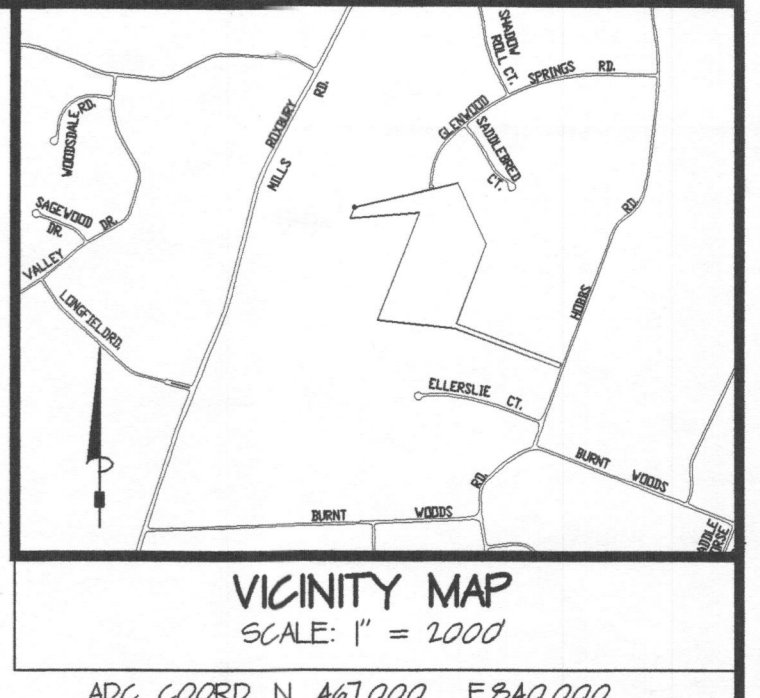 SHADOW
ROLL CT.
SPRINGS RD.
GLENWOOD
SADDLEBRED
CT.
ROXBURY RD.
MILLS
WOODSDALE RD.
SAGEWOOD
DR.
DR.
VALLEY
LONGFIELD RD.
RD.
HOBBS
ELLERSLIE CT.
RD.
BURNT WOODS
BURNT WOODS
ADDLE
ORSE
VICINITY MAP
SCALE: 1" = 2000'
ADC COORD N 467,000 E 840,000